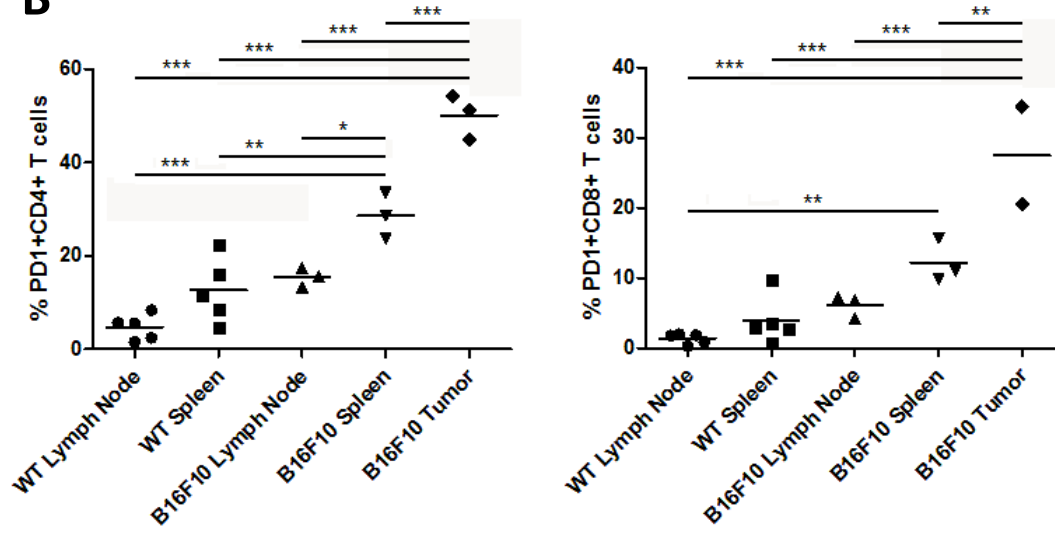 B
***
***
***
***
*
**
***
60
40
20
0
% PD1+CD4+ T cells
WT Lymph Node
WT Spleen
B16F10 Lymph Node
B16F10 Spleen
B16F10 Tumor
**
***
***
***
**
40
30
20
10
0
% PD1+CD8+ T cells
WT Lymph Node
WT Spleen
B16F10 Lymph Node
B16F10 Spleen
B16F10 Tumor